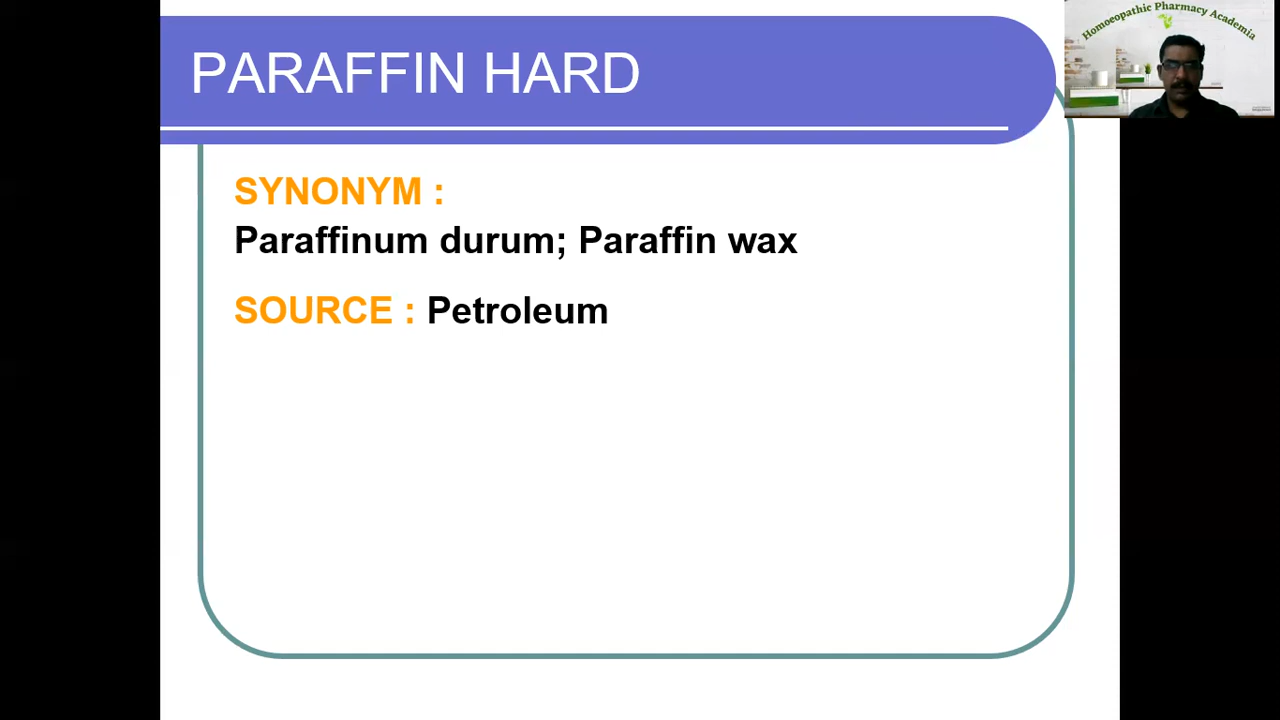 PARAFFIN HARD
Homoeopathic Pharmacy Academia
SYNONYM :
Paraffinum durum; Paraffin wax
SOURCE : Petroleum